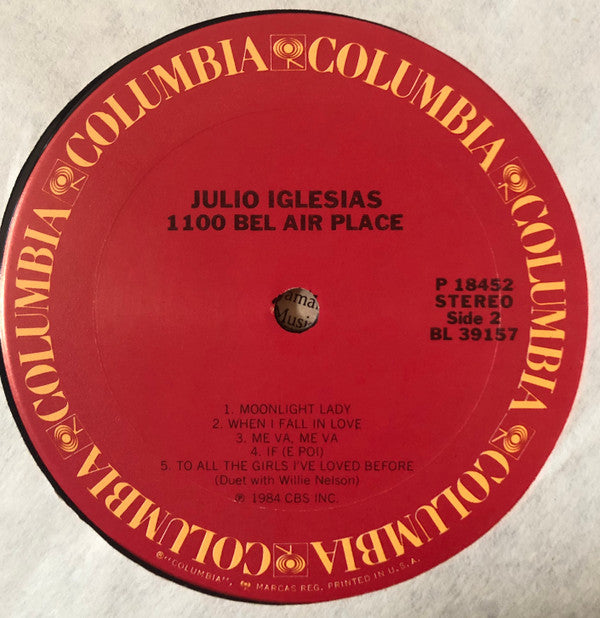 COLUMBIA COLUMBIA COLUMBIA COLUMBIA COLUMBIA COLUMBIA
JULIO IGLESIAS
1100 BEL AIR PLACE
P 18452
STEREO
Side 2
BL 39157
Music
1. MOONLIGHT LADY
2. WHEN I FALL IN LOVE
3. ME VA, ME VA
4. IF (E POI)
5. TO ALL THE GIRLS I'VE LOVED BEFORE
(Duet with Willie Nelson)
℗ 1984 CBS INC.
®"COLUMBIA", MARCAS REG. PRINTED IN U.S.A.